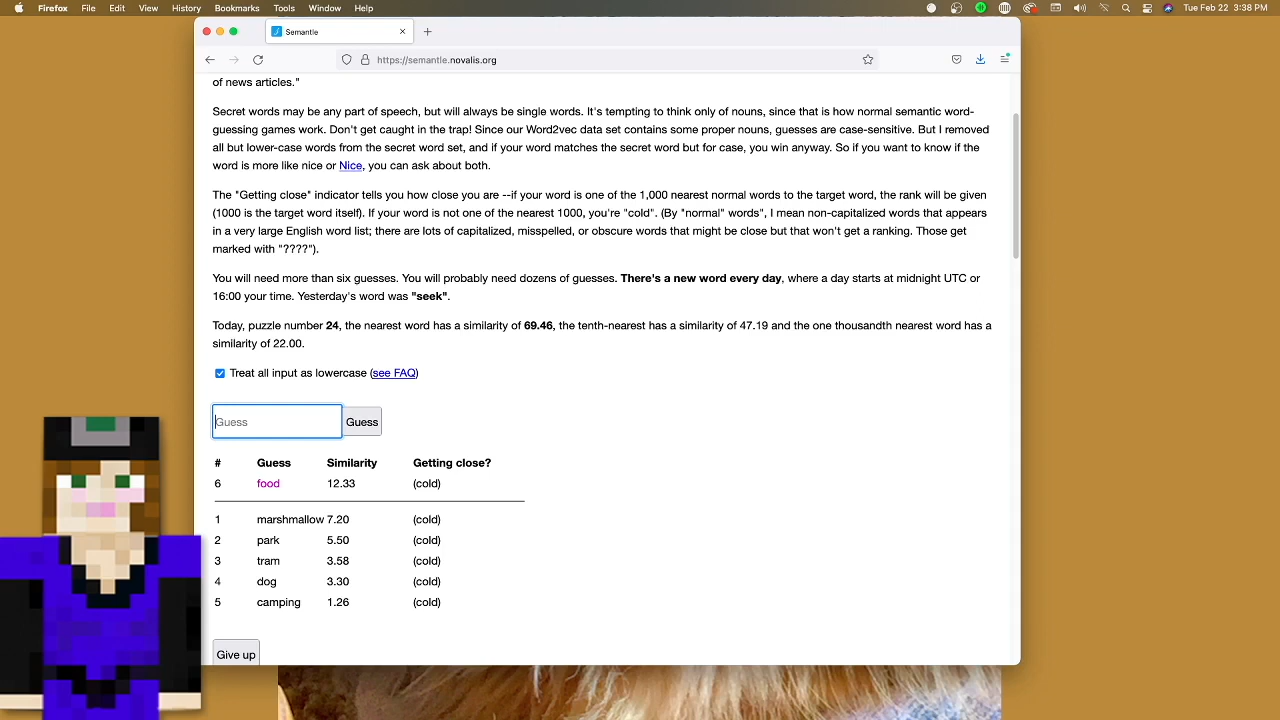 Firefox File Edit View History Bookmarks Tools Window Help Tue Feb 22 3:38 PM
Semantle
https://semantle.novalis.org
of news articles."
Secret words may be any part of speech, but will always be single words. It's tempting to think only of nouns, since that is how normal semantic word-
guessing games work. Don't get caught in the trap! Since our Word2vec data set contains some proper nouns, guesses are case-sensitive. But I removed
all but lower-case words from the secret word set, and if your word matches the secret word but for case, you win anyway. So if you want to know if the
word is more like nice or Nice, you can ask about both.
The "Getting close" indicator tells you how close you are --if your word is one of the 1,000 nearest normal words to the target word, the rank will be given
(1000 is the target word itself). If your word is not one of the nearest 1000, you're "cold". (By "normal" words", I mean non-capitalized words that appears
in a very large English word list; there are lots of capitalized, misspelled, or obscure words that might be close but that won't get a ranking. Those get
marked with "????").
You will need more than six guesses. You will probably need dozens of guesses. There's a new word every day, where a day starts at midnight UTC or
16:00 your time. Yesterday's word was "seek".
Today, puzzle number 24, the nearest word has a similarity of 69.46, the tenth-nearest has a similarity of 47.19 and the one thousandth nearest word has a
similarity of 22.00.
Treat all input as lowercase (see FAQ)
Guess Guess
# Guess Similarity Getting close?
6 food 12.33 (cold)
1 marshmallow 7.20 (cold)
2 park 5.50 (cold)
3 tram 3.58 (cold)
4 dog 3.30 (cold)
5 camping 1.26 (cold)
Give up